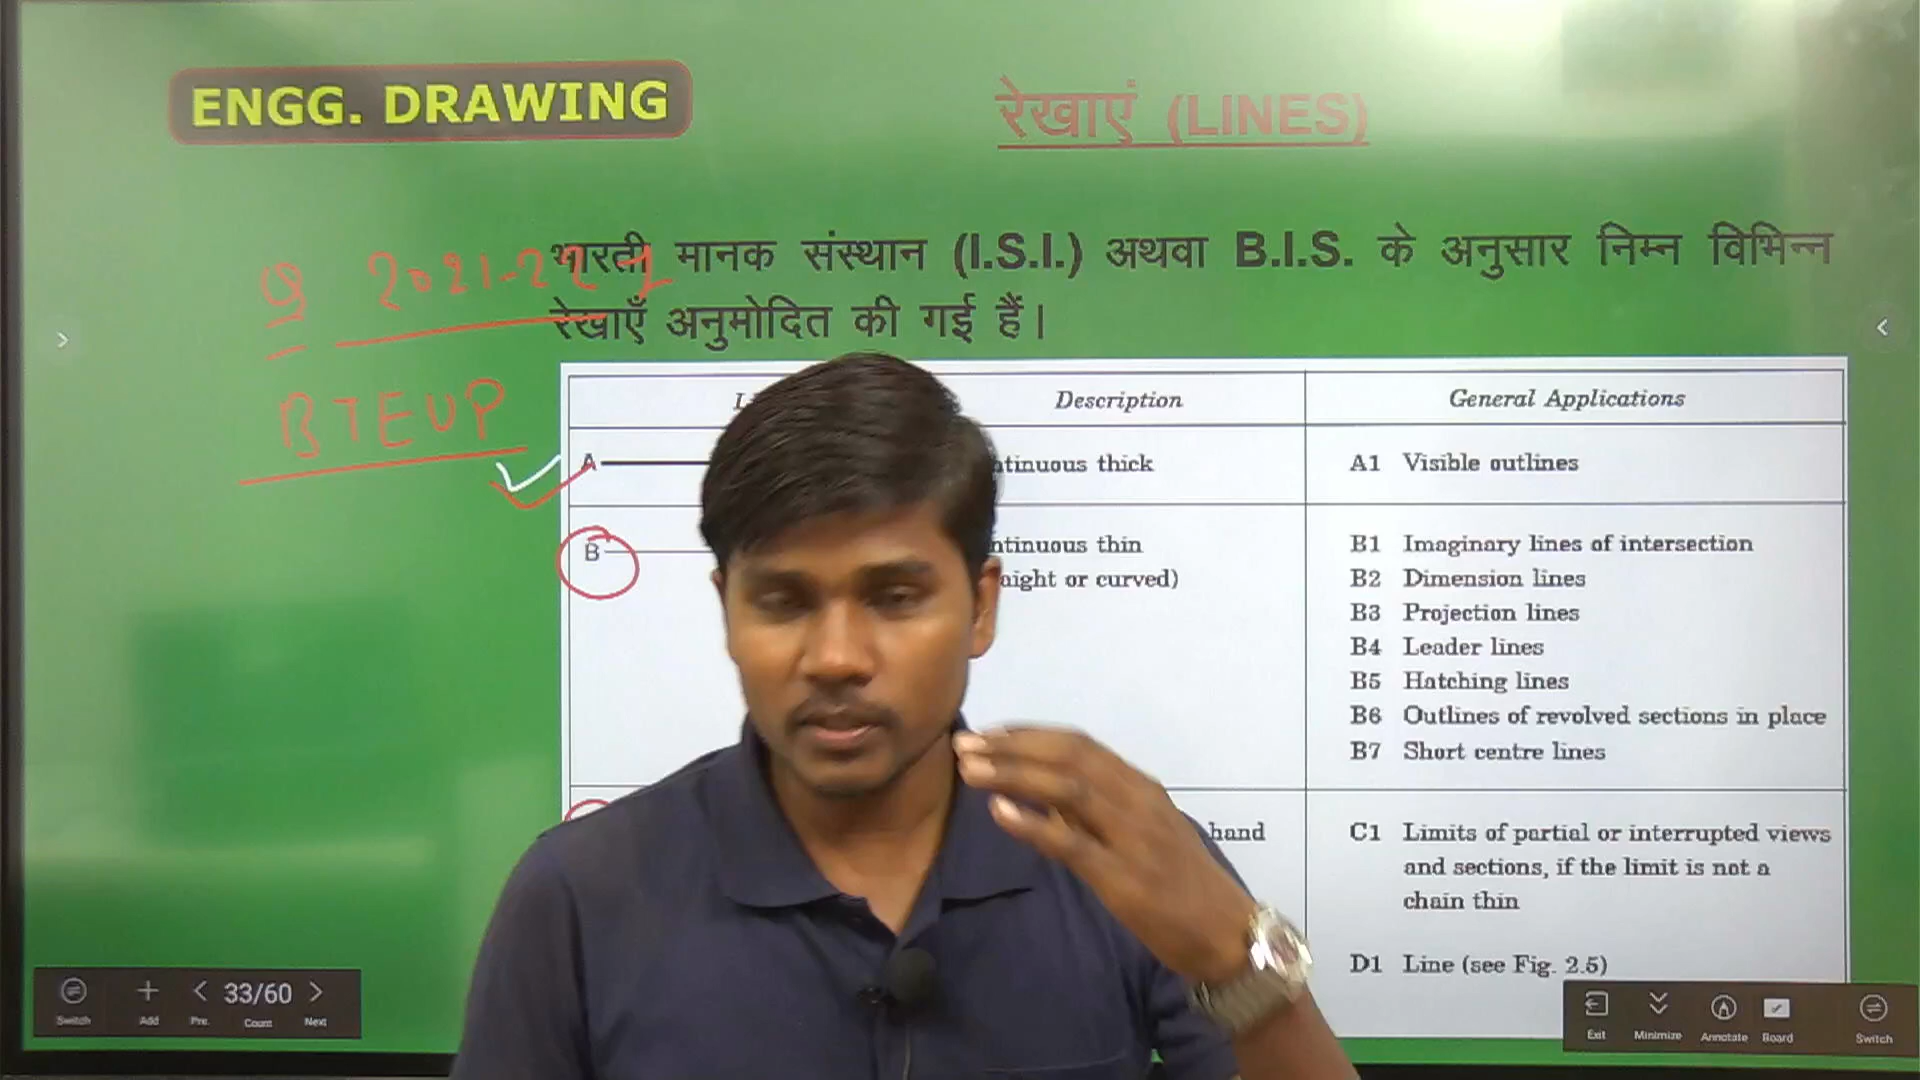 ENGG. DRAWING
रेखाएं (LINES)
भारती मानक संस्थान (I.S.I.) अथवा B.I.S. के अनुसार निम्न विभिन्न
रेखाएँ अनुमोदित की गई हैं।
Q 2021-22
BTEUP
Description
General Applications
A
thick
A1 Visible outlines
B
thin
or curved)
B1 Imaginary lines of intersection
B2 Dimension lines
B3 Projection lines
B4 Leader lines
B5 Hatching lines
B6 Outlines of revolved sections in place
B7 Short centre lines
hand
C1 Limits of partial or interrupted views
and sections, if the limit is not a
chain thin
D1 Line (see Fig. 2.5)
Switch
Add
Pre.
33/60
Count
Next
Exit
Minimize
Annotate
Board
Switch